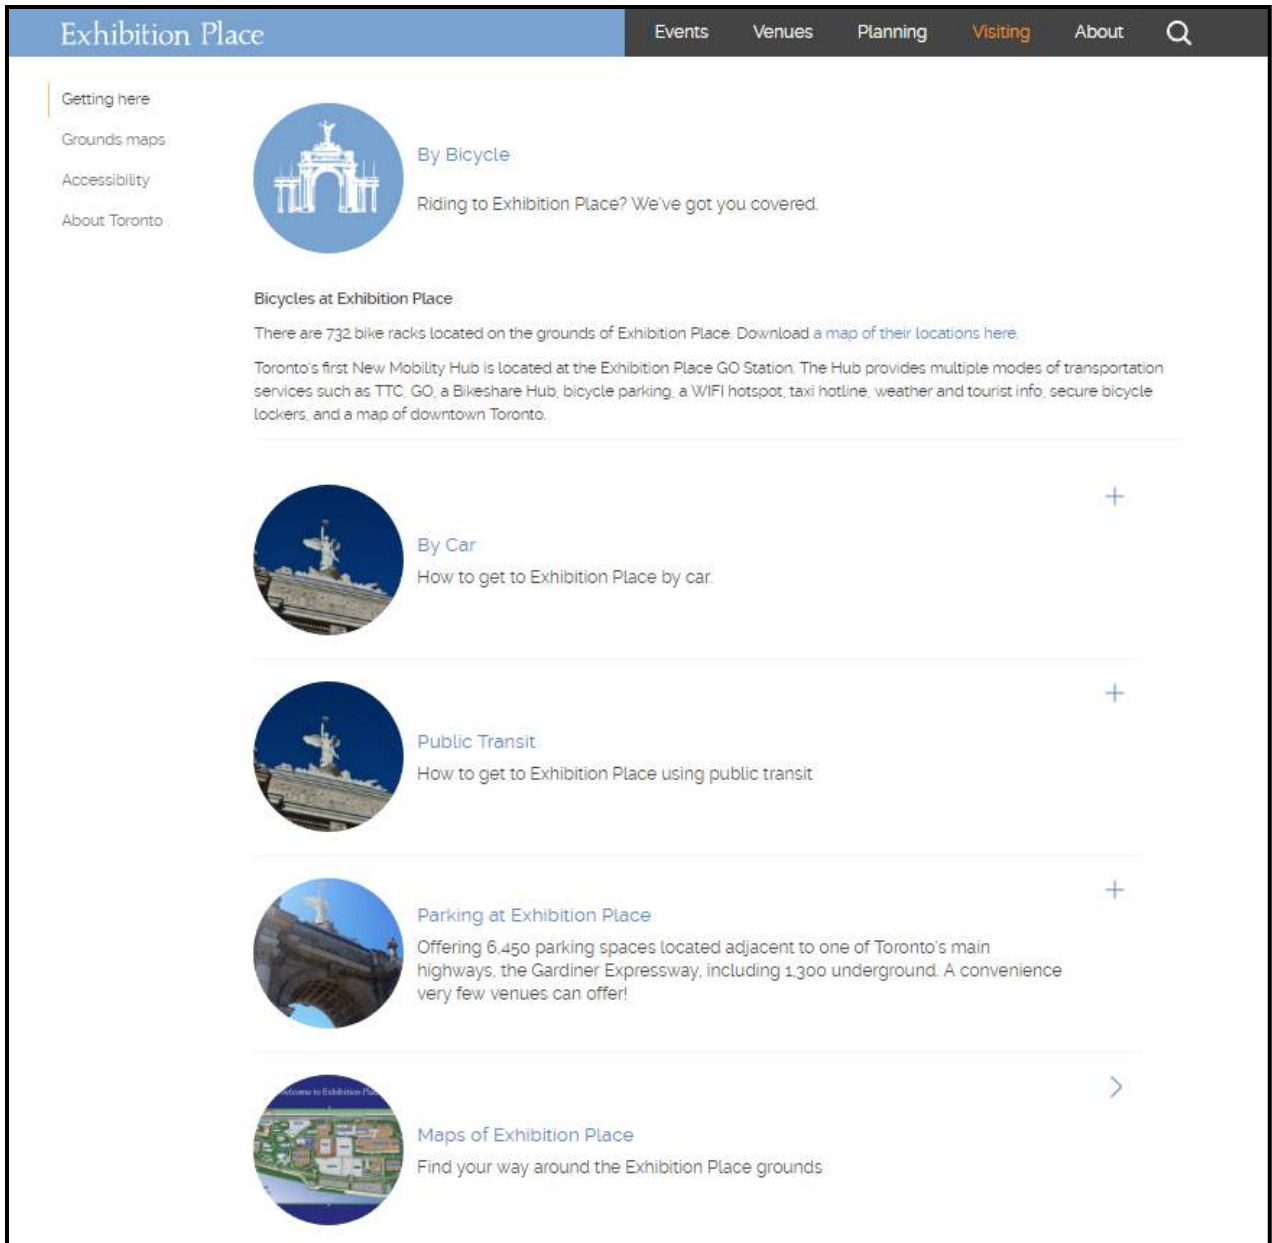 Exhibition Place
Events Venues Planning Visiting About
Getting here
Grounds maps
Accessibility
About Toronto
By Bicycle
Riding to Exhibition Place? We've got you covered.
Bicycles at Exhibition Place
There are 732 bike racks located on the grounds of Exhibition Place. Download a map of their locations here.
Toronto's first New Mobility Hub is located at the Exhibition Place GO Station. The Hub provides multiple modes of transportation
services such as TTC, GO, a Bikeshare Hub, bicycle parking, a WIFI hotspot, taxi hotline, weather and tourist info, secure bicycle
lockers, and a map of downtown Toronto.
By Car
How to get to Exhibition Place by car.
Public Transit
How to get to Exhibition Place using public transit
Parking at Exhibition Place
Offering 6,450 parking spaces located adjacent to one of Toronto's main
highways, the Gardiner Expressway, including 1,300 underground. A convenience
very few venues can offer!
to Exhibition
Maps of Exhibition Place
Find your way around the Exhibition Place grounds